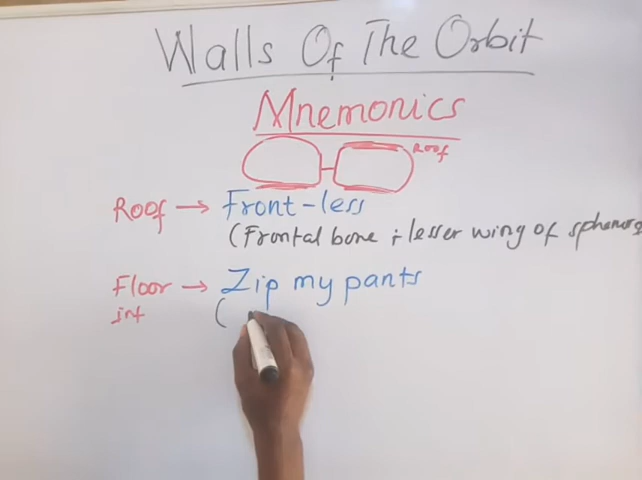 Walls Of The Orbit
Mnemonics
Roof
Roof → Front-less
(Frontal bone + lesser wing of
Floor → Zip my pants
inf (